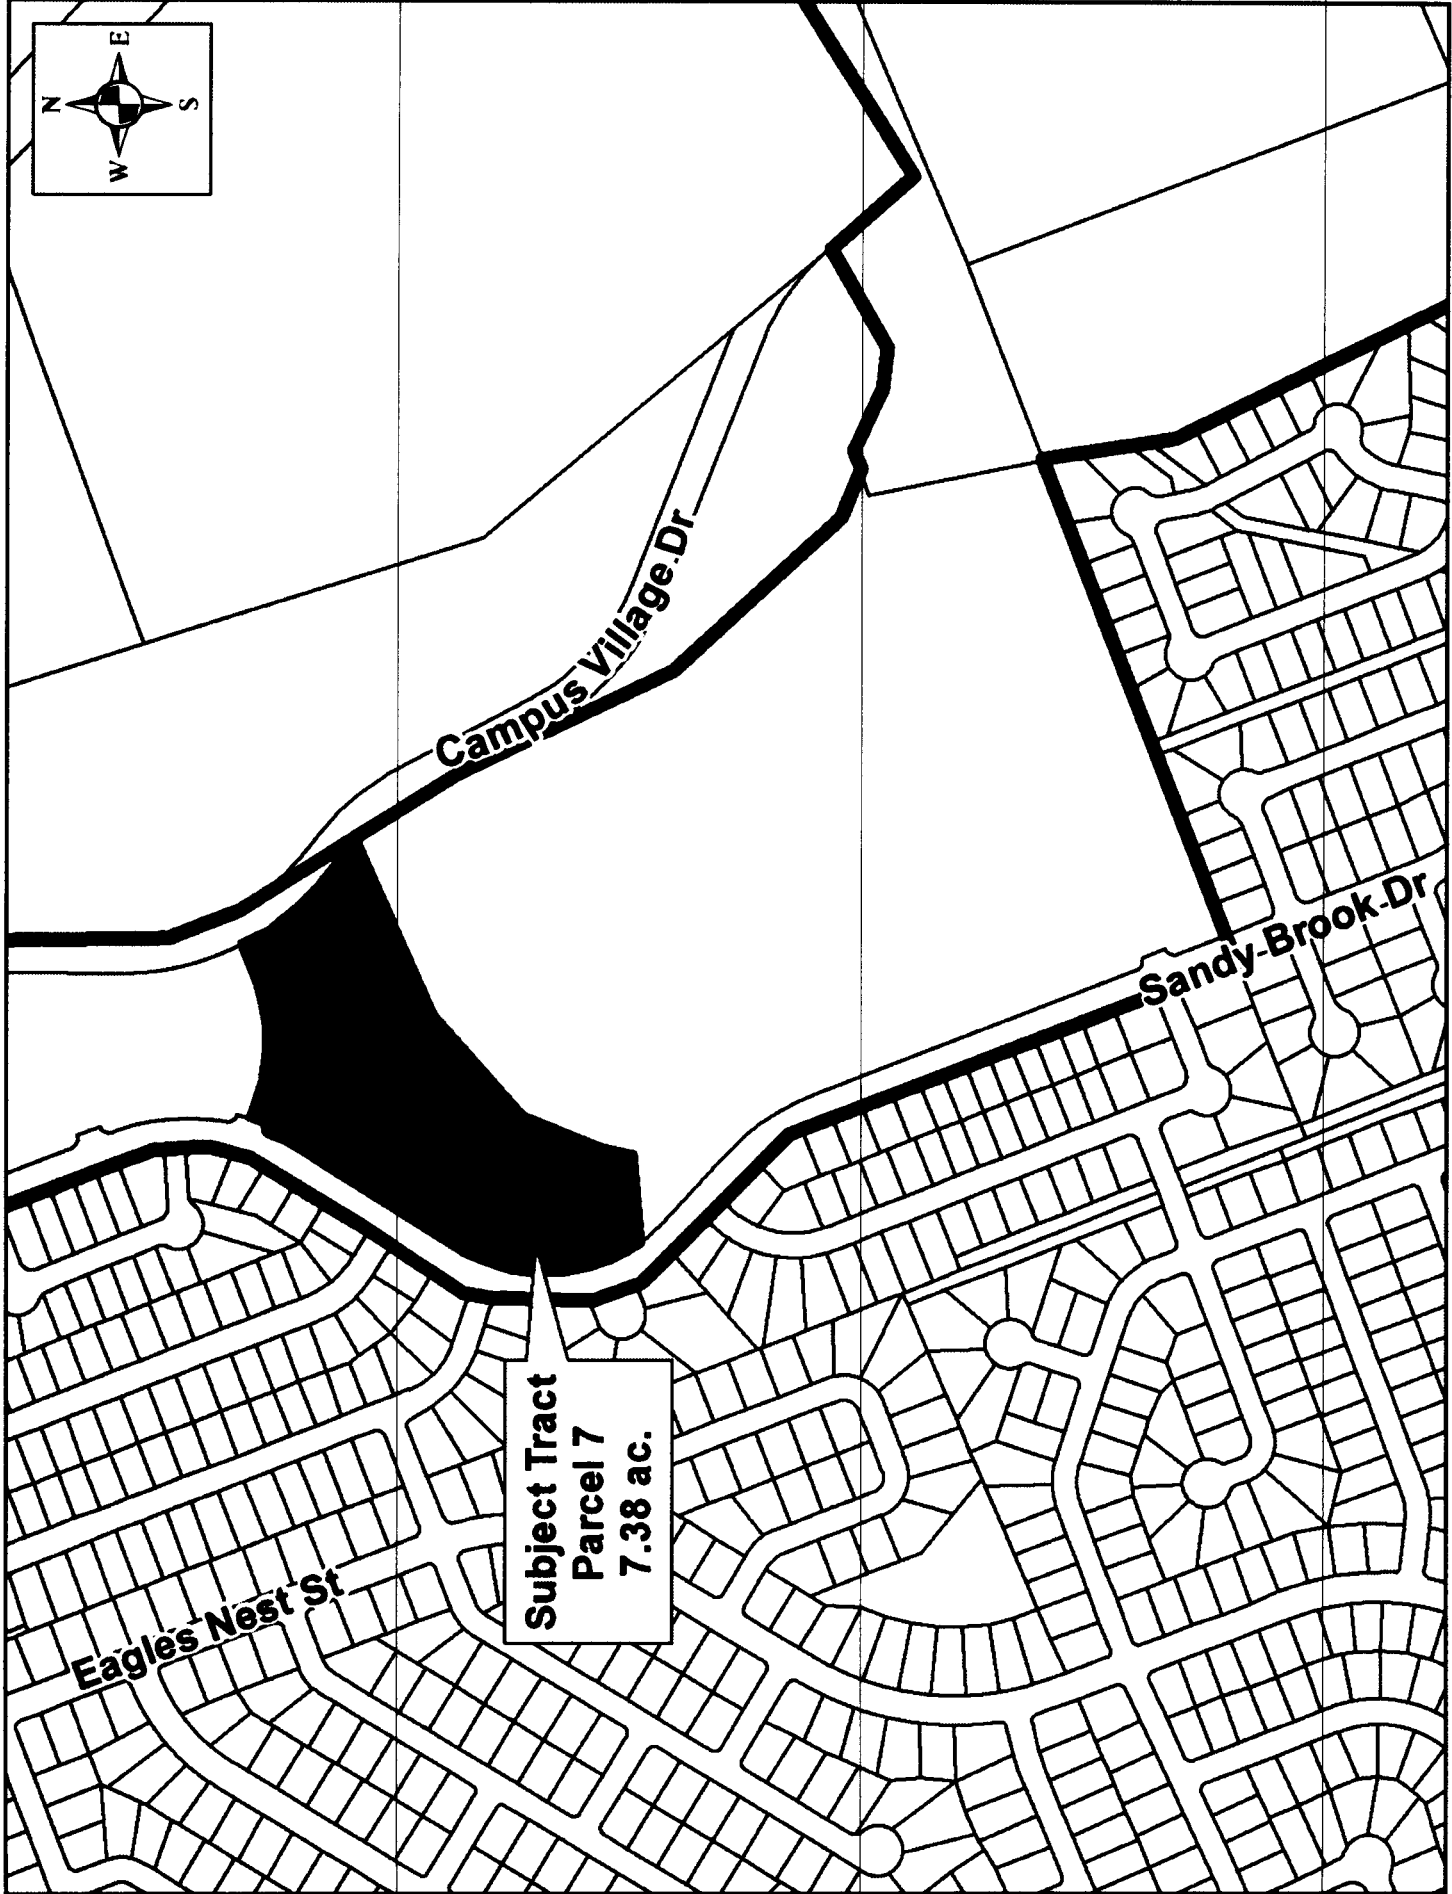 N
E
S
W
Campus Village Dr
Sandy Brook Dr
Eagles Nest St
Subject Tract
Parcel 7
7.38 ac.